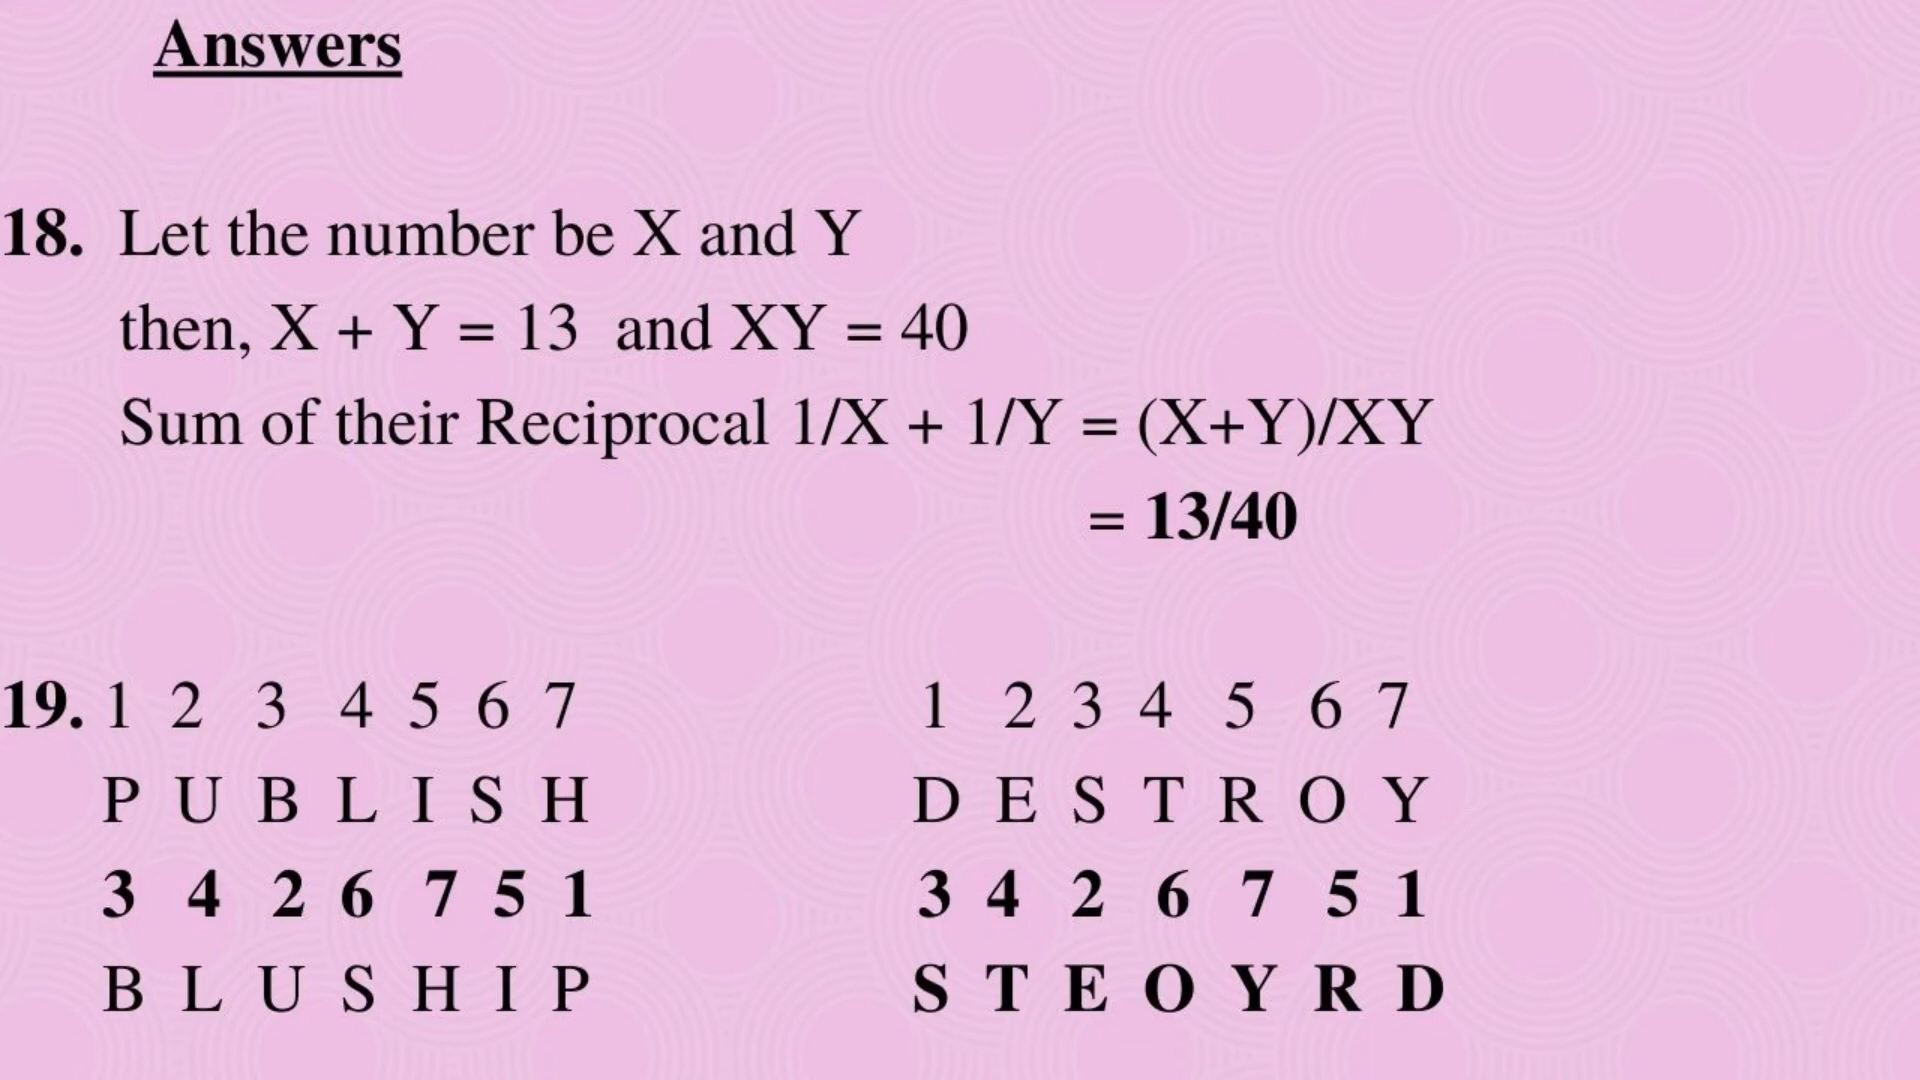 Answers
18. Let the number be X and Y
then, X + Y = 13 and XY = 40
Sum of their Reciprocal 1/X + 1/Y = (X+Y)/XY
= 13/40
19. 1 2 3 4 5 6 7 1 2 3 4 5 6 7
P U B L I S H D E S T R O Y
3 4 2 6 7 5 1 3 4 2 6 7 5 1
B L U S H I P S T E O Y R D